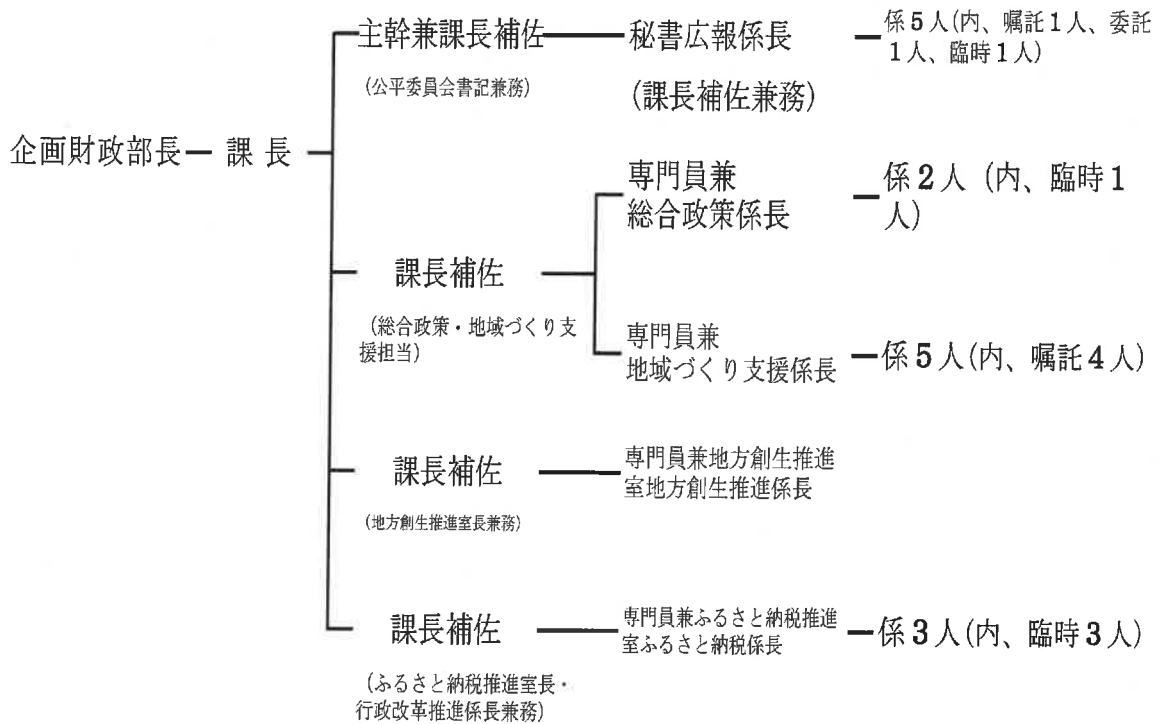 主幹兼課長補佐
秘書広報係長
係5人(内、嘱託1人、委託
1人、臨時1人)
(公平委員会書記兼務)
(課長補佐兼務)
企画財政部長
課 長
専門員兼
総合政策係長
係2人 (内、臨時1
人)
課長補佐
(総合政策・地域づくり支
援担当)
専門員兼
地域づくり支援係長
係5人(内、嘱託4人)
課長補佐
(地方創生推進室長兼務)
専門員兼地方創生推進
室地方創生推進係長
課長補佐
(ふるさと納税推進室長・
行政改革推進係長兼務)
専門員兼ふるさと納税推進
室ふるさと納税係長
係3人(内、臨時3人)